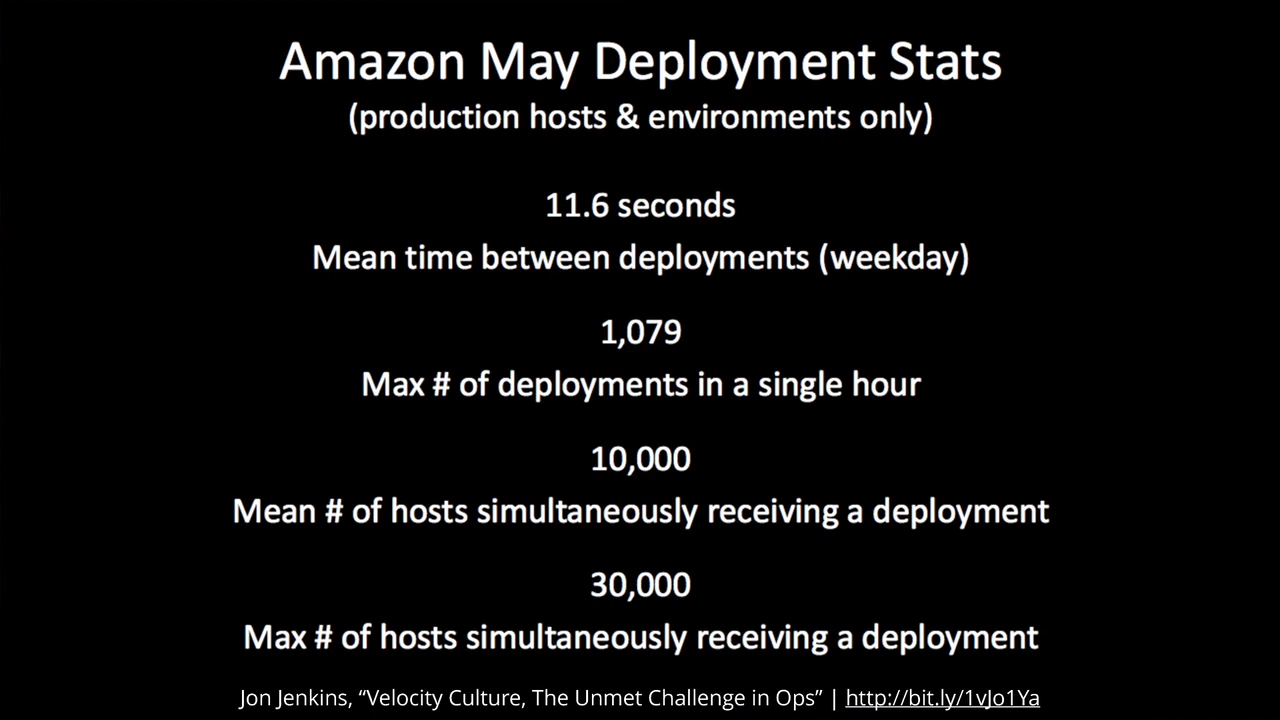 Amazon May Deployment Stats
(production hosts & environments only)
11.6 seconds
Mean time between deployments (weekday)
1,079
Max # of deployments in a single hour
10,000
Mean # of hosts simultaneously receiving a deployment
30,000
Max # of hosts simultaneously receiving a deployment
Jon Jenkins, “Velocity Culture, The Unmet Challenge in Ops” | http://bit.ly/1vJo1Ya